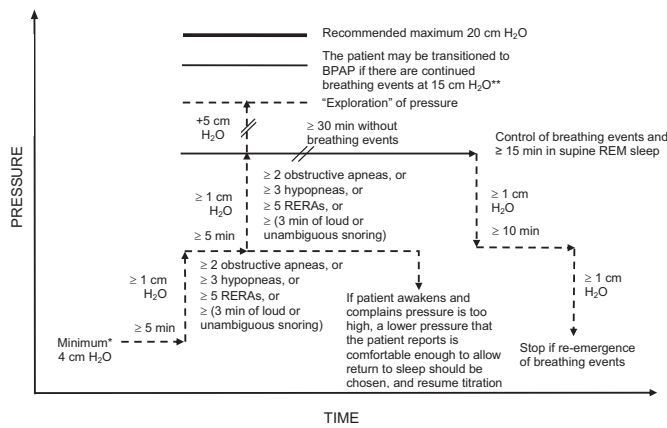 Recommended maximum 20 cm H₂O
The patient may be transitioned to
BPAP if there are continued
breathing events at 15 cm H₂O**
"Exploration" of pressure
+5 cm
H₂O
≥ 30 min without
breathing events
Control of breathing events and
≥ 15 min in supine REM sleep
≥ 1 cm
H₂O
≥ 5 min
≥ 2 obstructive apneas, or
≥ 3 hypopneas, or
≥ 5 RERAs, or
≥ (3 min of loud or
unambiguous snoring)
≥ 1 cm
H₂O
≥ 10 min
PRESSURE
≥ 1 cm
H₂O
≥ 5 min
≥ 2 obstructive apneas, or
≥ 3 hypopneas, or
≥ 5 RERAs, or
≥ (3 min of loud or
unambiguous snoring)
≥ 1 cm
H₂O
Minimum*
4 cm H₂O
If patient awakens and
complains pressure is too
high, a lower pressure that
the patient reports is
comfortable enough to allow
return to sleep should be
chosen, and resume titration
Stop if re-emergence
of breathing events
TIME